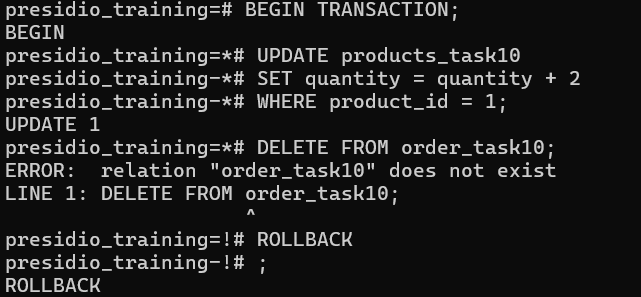 presidio_training=# BEGIN TRANSACTION;
BEGIN
presidio_training=*# UPDATE products_task10
presidio_training-*# SET quantity = quantity + 2
presidio_training-*# WHERE product_id = 1;
UPDATE 1
presidio_training=*# DELETE FROM order_task10;
ERROR:  relation "order_task10" does not exist
LINE 1: DELETE FROM order_task10;
                    ^
presidio_training=!# ROLLBACK
presidio_training-!# ;
ROLLBACK